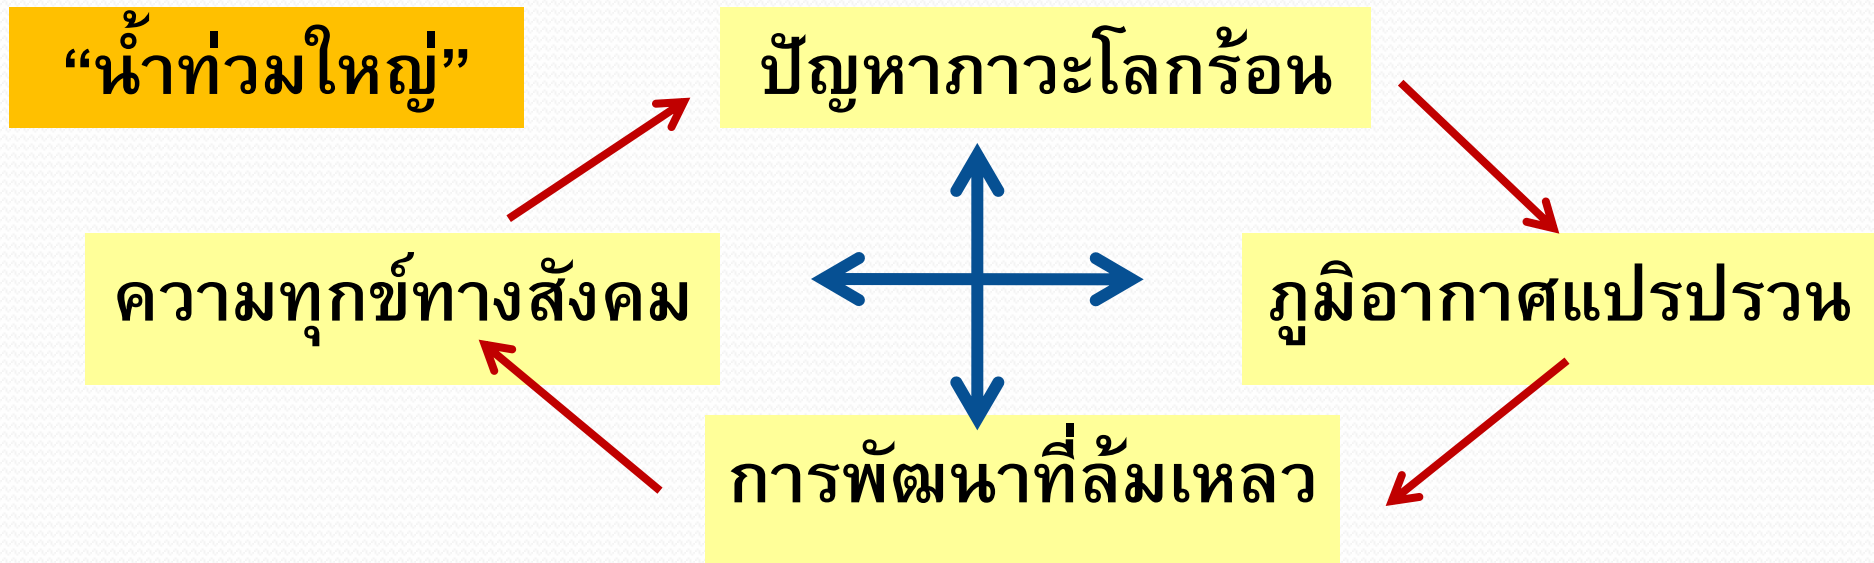 “น้ำท่วมใหญ่”
ปัญหาภาวะโลกร้อน
ความทุกข์ทางสังคม
ภูมิอากาศแปรปรวน
การพัฒนาที่ล้มเหลว